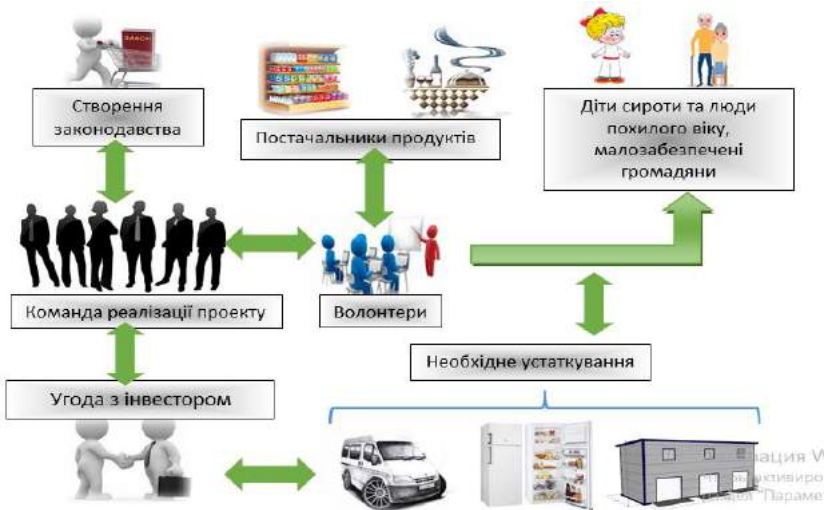 ЗАКОН
Створення
законодавства
Постачальники продуктів
Діти сироти та люди
похилого віку,
малозабезпечені
громадяни
Команда реалізації проекту
Волонтери
Необхідне устаткування
Угода з інвестором